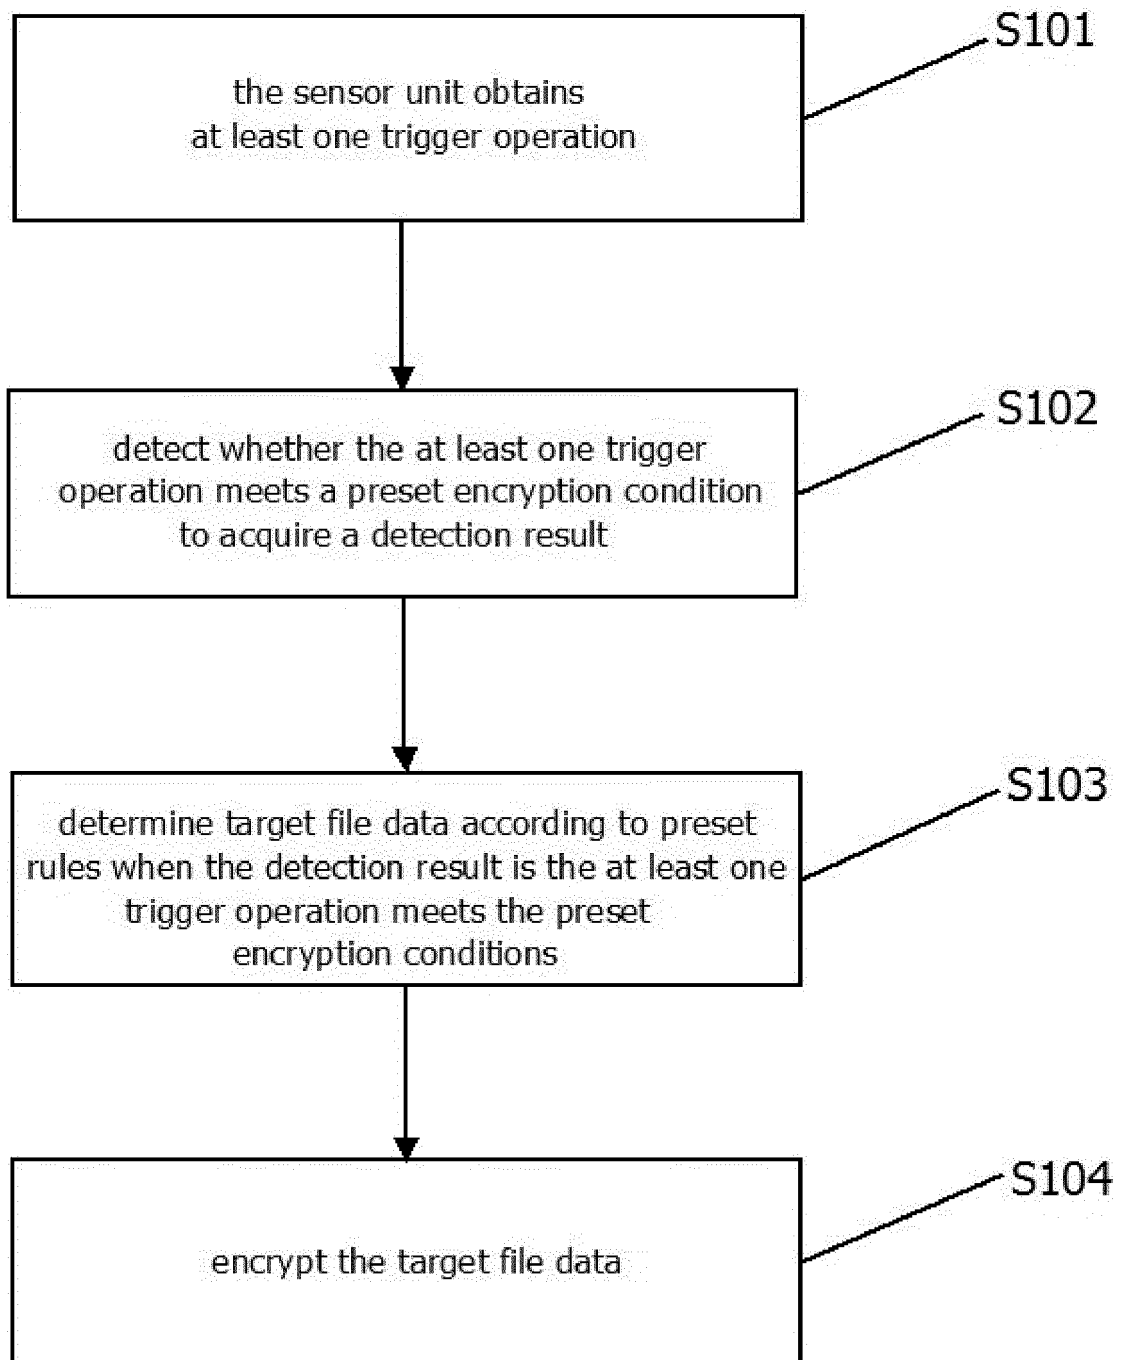 S101
the sensor unit obtains
at least one trigger operation
S102
detect whether the at least one trigger
operation meets a preset encryption condition
to acquire a detection result
S103
determine target file data according to preset
rules when the detection result is the at least one
trigger operation meets the preset
encryption conditions
S104
encrypt the target file data